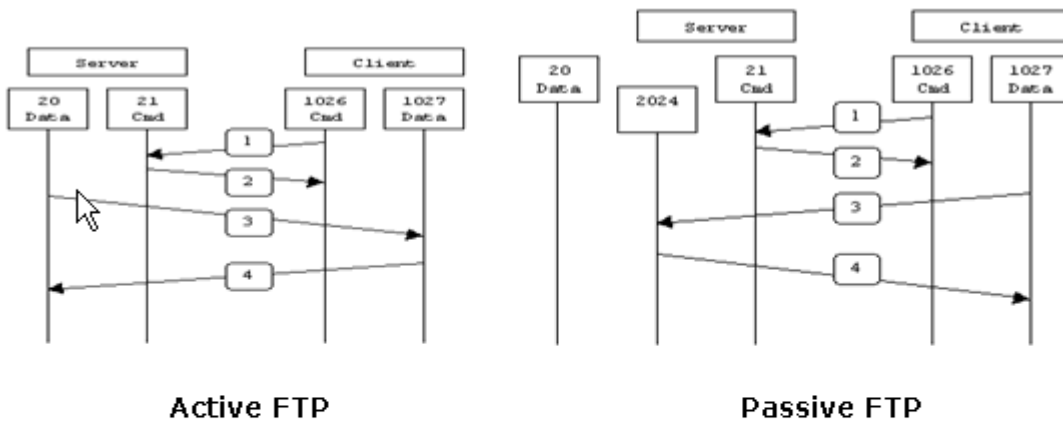 Server
Client
20
Data
21
Cmd
1026
Cmd
1027
Data
1
2
3
4
Active FTP
Server
Client
20
Data
2024
21
Cmd
1026
Cmd
1027
Data
1
2
3
4
Passive FTP